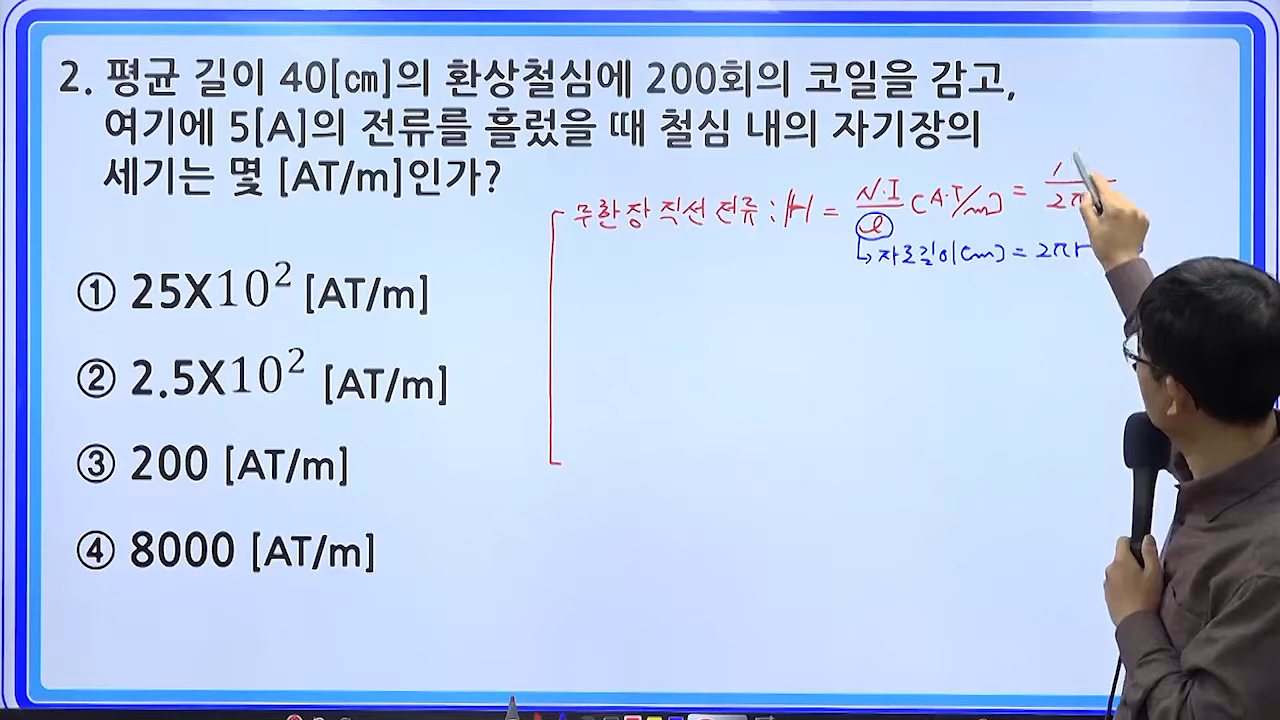 2. 평균 길이 40[㎝]의 환상철심에 200회의 코일을 감고,
여기에 5[A]의 전류를 흘렀을 때 철심 내의 자기장의
세기는 몇 [AT/m]인가?
무한장 직선 전류 : H = N·I/ℓ [A·T/m] =
↳ 자로길이(m) = 2πr
① 25X10² [AT/m]
② 2.5X10² [AT/m]
③ 200 [AT/m]
④ 8000 [AT/m]